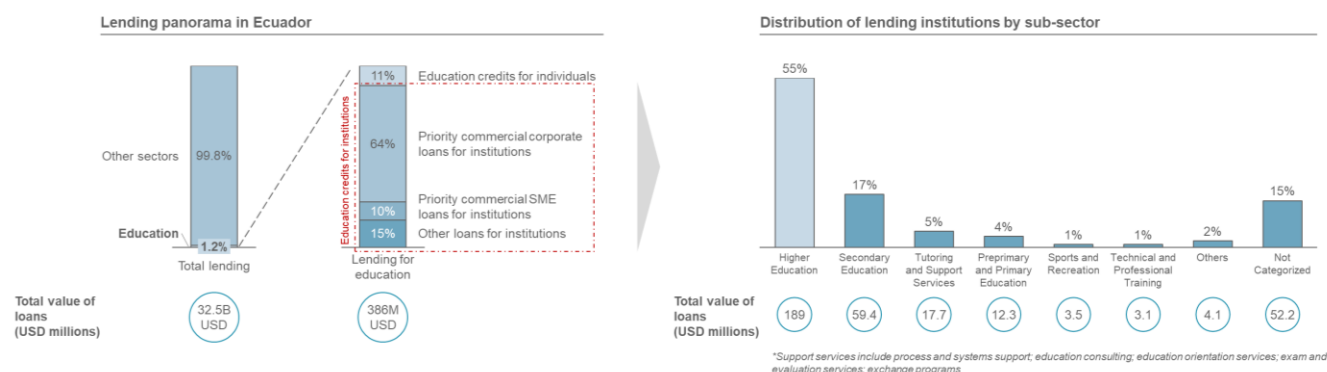 Lending panorama in Ecuador
Other sectors
99.8%
Education
1.2%
Total lending
11%
Education credits for individuals
Education credits for institutions
64%
Priority commercial corporate
loans for institutions
Priority commercial SME
loans for institutions
10%
15%
Other loans for institutions
Lending for
education
Total value of
loans
(USD millions)
32.5B
USD
386M
USD
Distribution of lending institutions by sub-sector
55%
17%
5%
4%
1%
1%
2%
15%
Higher
Education
Secondary
Education
Tutoring
and Support
Services
Preprimary
and Primary
Education
Sports and
Recreation
Technical and
Professional
Training
Others
Not
Categorized
Total value of
loans
(USD millions)
189
59.4
17.7
12.3
3.5
3.1
4.1
52.2
*Support services include process and systems support; education consulting; education orientation services; exam and
evaluation services; exchange programs